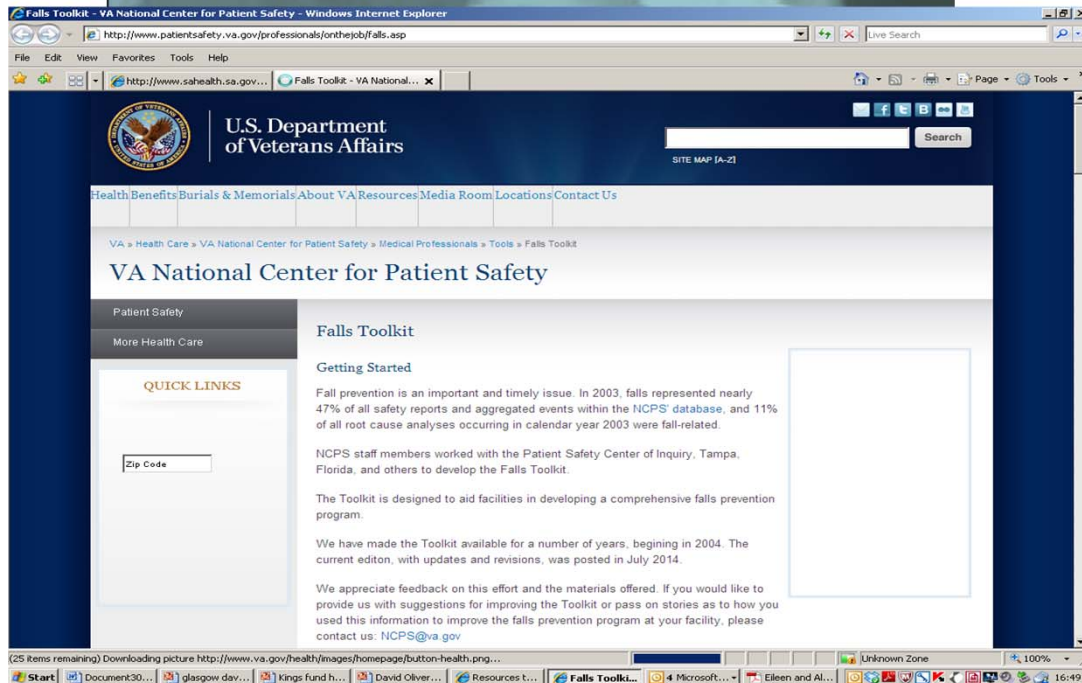 Falls Toolkit - VA National Center for Patient Safety - Windows Internet Explorer
http://www.patientsafety.va.gov/professionals/onthejob/falls.asp
Live Search
File Edit View Favorites Tools Help
http://www.sahealth.sa.gov... Falls Toolkit - VA National...
Page Tools
U.S. Department
of Veterans Affairs
Search
SITE MAP [A-Z]
Health Benefits Burials & Memorials About VA Resources Media Room Locations Contact Us
VA » Health Care » VA National Center for Patient Safety » Medical Professionals » Tools » Falls Toolkit
VA National Center for Patient Safety
Patient Safety
More Health Care
QUICK LINKS
Zip Code
Falls Toolkit
Getting Started
Fall prevention is an important and timely issue. In 2003, falls represented nearly
47% of all safety reports and aggregated events within the NCPS' database, and 11%
of all root cause analyses occurring in calendar year 2003 were fall-related.
NCPS staff members worked with the Patient Safety Center of Inquiry, Tampa,
Florida, and others to develop the Falls Toolkit.
The Toolkit is designed to aid facilities in developing a comprehensive falls prevention
program.
We have made the Toolkit available for a number of years, begining in 2004. The
current editon, with updates and revisions, was posted in July 2014.
We appreciate feedback on this effort and the materials offered. If you would like to
provide us with suggestions for improving the Toolkit or pass on stories as to how you
used this information to improve the falls prevention program at your facility, please
contact us: NCPS@va.gov
(25 items remaining) Downloading picture http://www.va.gov/health/images/homepage/button-health.png...
Unknown Zone
100%
Start Document30... glasgow dav... Kings fund h... David Oliver... Resources t... Falls Toolki... 4 Microsoft... Eileen and Al... 16:49